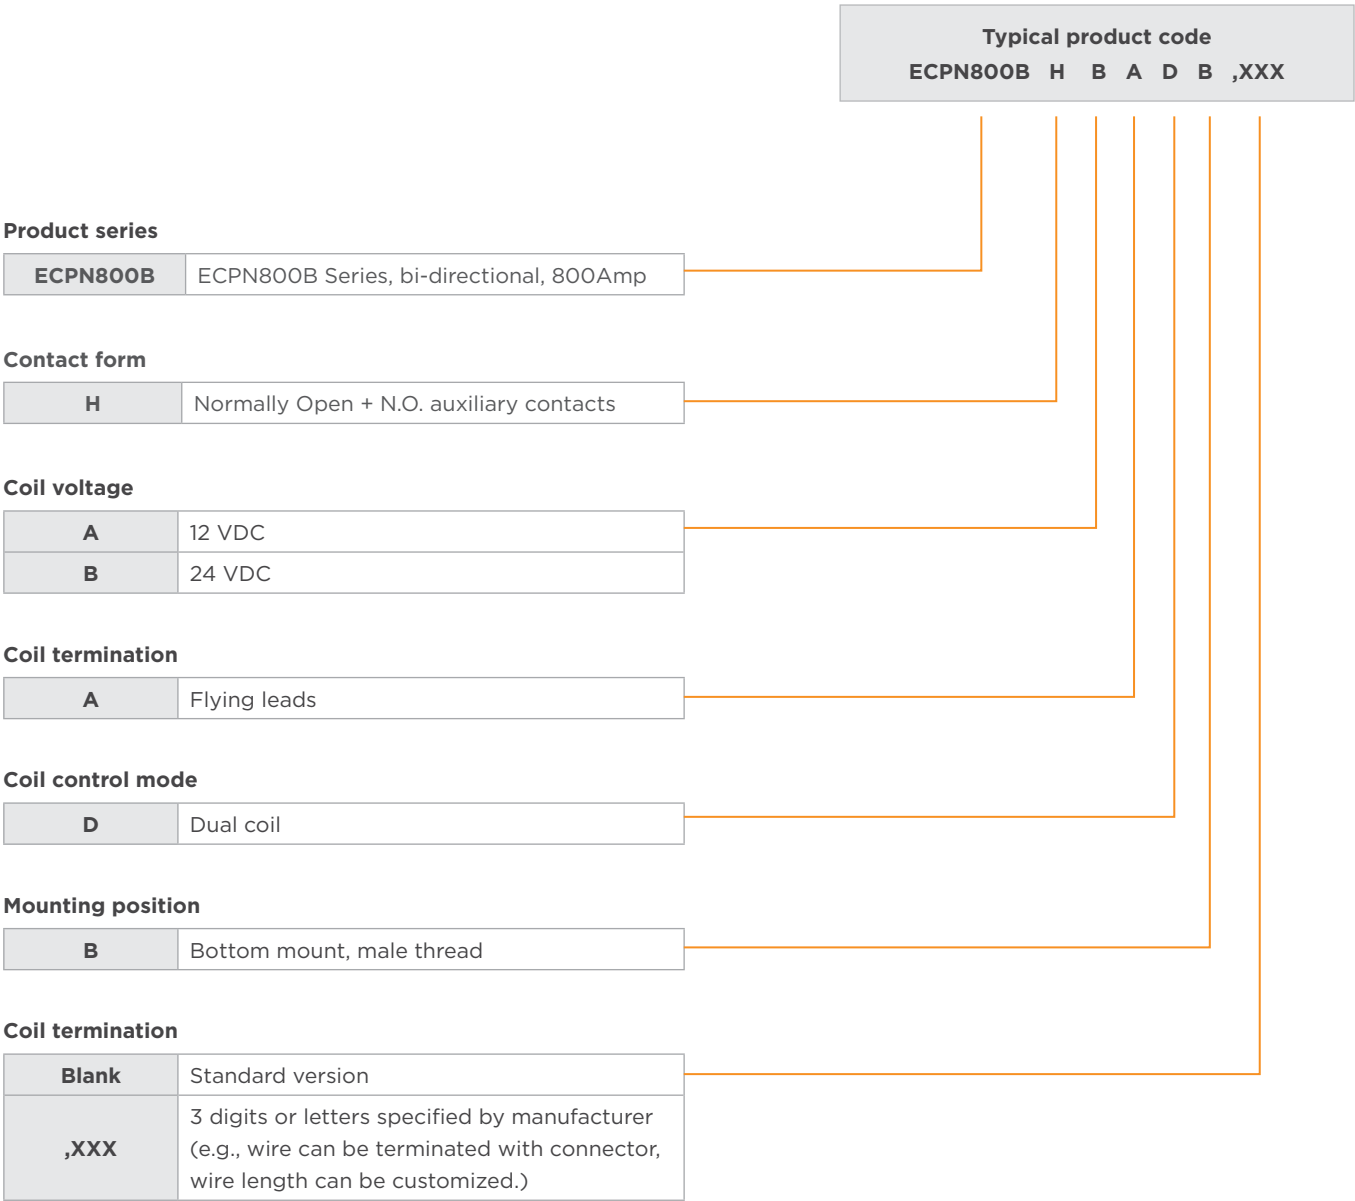 Typical product code
ECPN800B H B A D B ,XXX
Product series
ECPN800B ECPN800B Series, bi-directional, 800Amp
Contact form
H Normally Open + N.O. auxiliary contacts
Coil voltage
A 12 VDC
B 24 VDC
Coil termination
A Flying leads
Coil control mode
D Dual coil
Mounting position
B Bottom mount, male thread
Coil termination
Blank Standard version
,XXX
3 digits or letters specified by manufacturer
(e.g., wire can be terminated with connector,
wire length can be customized.)